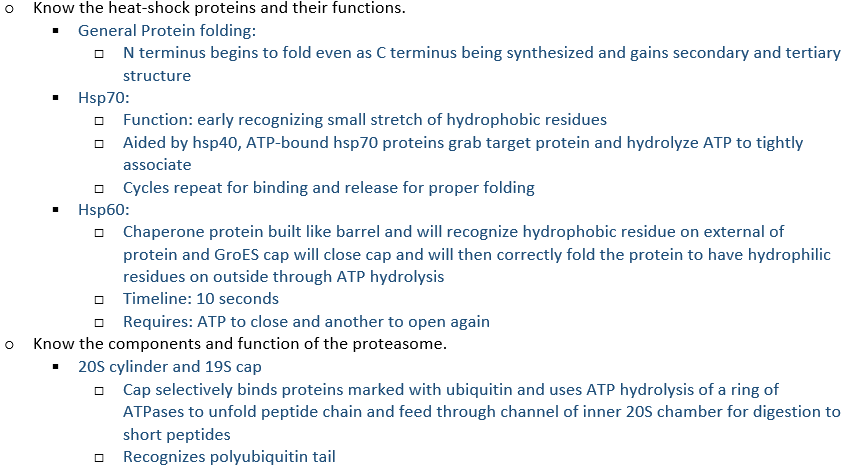 o Know the heat-shock proteins and their functions.
▪ General Protein folding:
□ N terminus begins to fold even as C terminus being synthesized and gains secondary and tertiary
structure
▪ Hsp70:
□ Function: early recognizing small stretch of hydrophobic residues
□ Aided by hsp40, ATP-bound hsp70 proteins grab target protein and hydrolyze ATP to tightly
associate
□ Cycles repeat for binding and release for proper folding
▪ Hsp60:
□ Chaperone protein built like barrel and will recognize hydrophobic residue on external of
protein and GroES cap will close cap and will then correctly fold the protein to have hydrophilic
residues on outside through ATP hydrolysis
□ Timeline: 10 seconds
□ Requires: ATP to close and another to open again
o Know the components and function of the proteasome.
▪ 20S cylinder and 19S cap
□ Cap selectively binds proteins marked with ubiquitin and uses ATP hydrolysis of a ring of
ATPases to unfold peptide chain and feed through channel of inner 20S chamber for digestion to
short peptides
□ Recognizes polyubiquitin tail